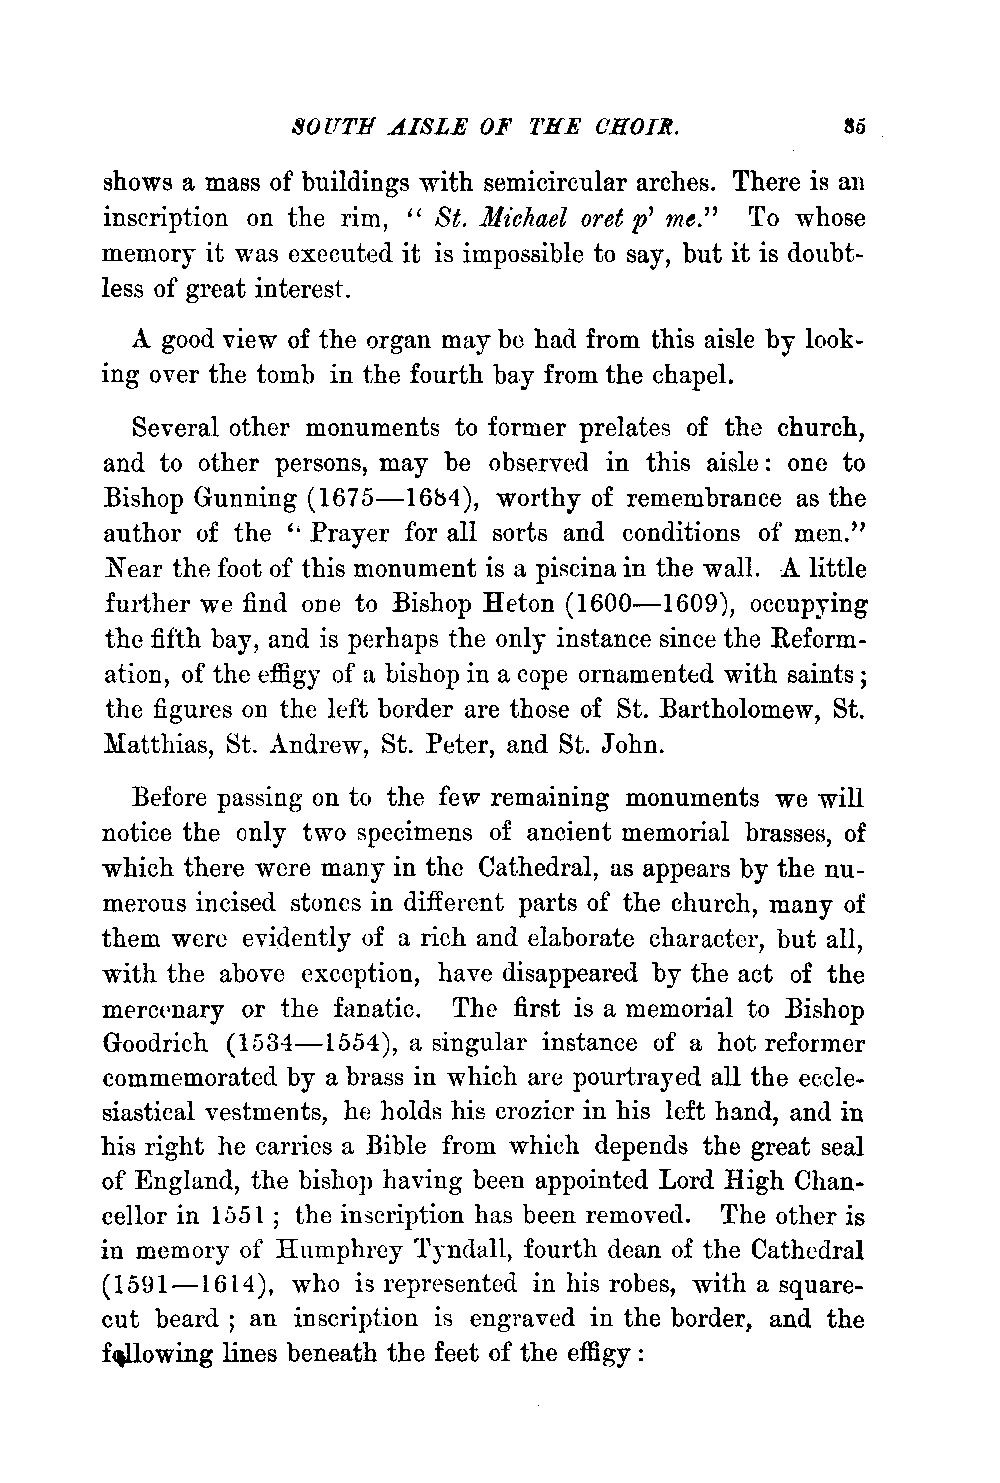 SOUTH AISLE OF THE CHOIR. 85
shows a mass of buildings with semicircular arches. There is an
inscription on the rim, “ St. Michael oret p’ me.” To whose
memory it was executed it is impossible to say, but it is doubt-
less of great interest.
A good view of the organ may be had from this aisle by look-
ing over the tomb in the fourth bay from the chapel.
Several other monuments to former prelates of the church,
and to other persons, may be observed in this aisle: one to
Bishop Gunning (1675—1684), worthy of remembrance as the
author of the “ Prayer for all sorts and conditions of men.”
Near the foot of this monument is a piscina in the wall. A little
further we find one to Bishop Heton (1600—1609), occupying
the fifth bay, and is perhaps the only instance since the Reform-
ation, of the effigy of a bishop in a cope ornamented with saints ;
the figures on the left border are those of St. Bartholomew, St.
Matthias, St. Andrew, St. Peter, and St. John.
Before passing on to the few remaining monuments we will
notice the only two specimens of ancient memorial brasses, of
which there were many in the Cathedral, as appears by the nu-
merous incised stones in different parts of the church, many of
them were evidently of a rich and elaborate character, but all,
with the above exception, have disappeared by the act of the
mercenary or the fanatic. The first is a memorial to Bishop
Goodrich (1534—1554), a singular instance of a hot reformer
commemorated by a brass in which are pourtrayed all the eccle-
siastical vestments, he holds his crozier in his left hand, and in
his right he carries a Bible from which depends the great seal
of England, the bishop having been appointed Lord High Chan-
cellor in 1551 ; the inscription has been removed. The other is
in memory of Humphrey Tyndall, fourth dean of the Cathedral
(1591—1614), who is represented in his robes, with a square-
cut beard ; an inscription is engraved in the border, and the
following lines beneath the feet of the effigy :